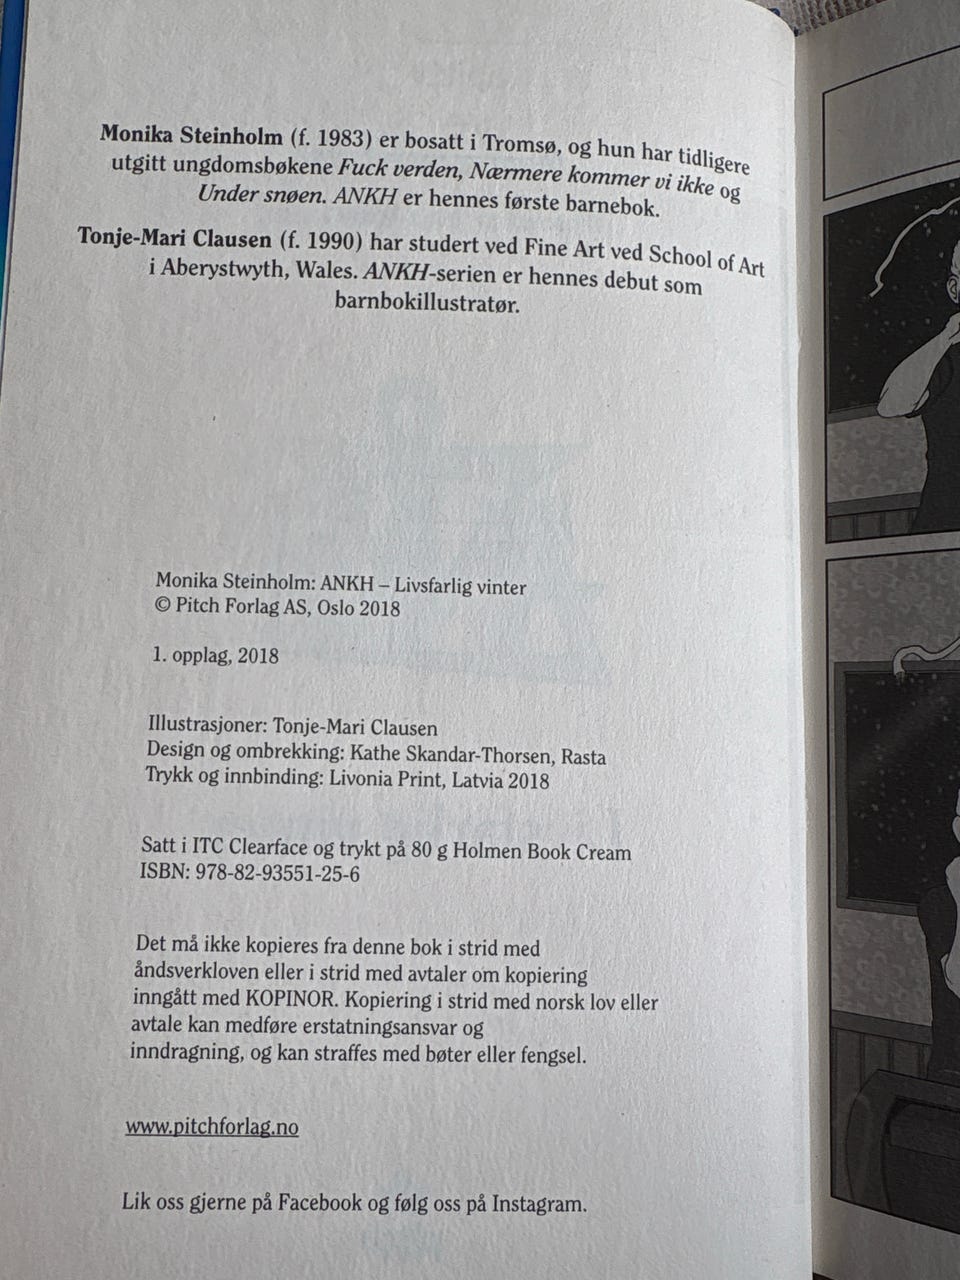 Monika Steinholm (f. 1983) er bosatt i Tromsø, og hun har tidligere
utgitt ungdomsbøkene Fuck verden, Nærmere kommer vi ikke og
Under snøen. ANKH er hennes første barnebok.
Tonje-Mari Clausen (f. 1990) har studert ved Fine Art ved School of Art
i Aberystwyth, Wales. ANKH-serien er hennes debut som
barnbokillustratør.
Monika Steinholm: ANKH – Livsfarlig vinter
© Pitch Forlag AS, Oslo 2018
1. opplag, 2018
Illustrasjoner: Tonje-Mari Clausen
Design og ombrekking: Kathe Skandar-Thorsen, Rasta
Trykk og innbinding: Livonia Print, Latvia 2018
Satt i ITC Clearface og trykt på 80 g Holmen Book Cream
ISBN: 978-82-93551-25-6
Det må ikke kopieres fra denne bok i strid med
åndsverkloven eller i strid med avtaler om kopiering
inngått med KOPINOR. Kopiering i strid med norsk lov eller
avtale kan medføre erstatningsansvar og
inndragning, og kan straffes med bøter eller fengsel.
www.pitchforlag.no
Lik oss gjerne på Facebook og følg oss på Instagram.